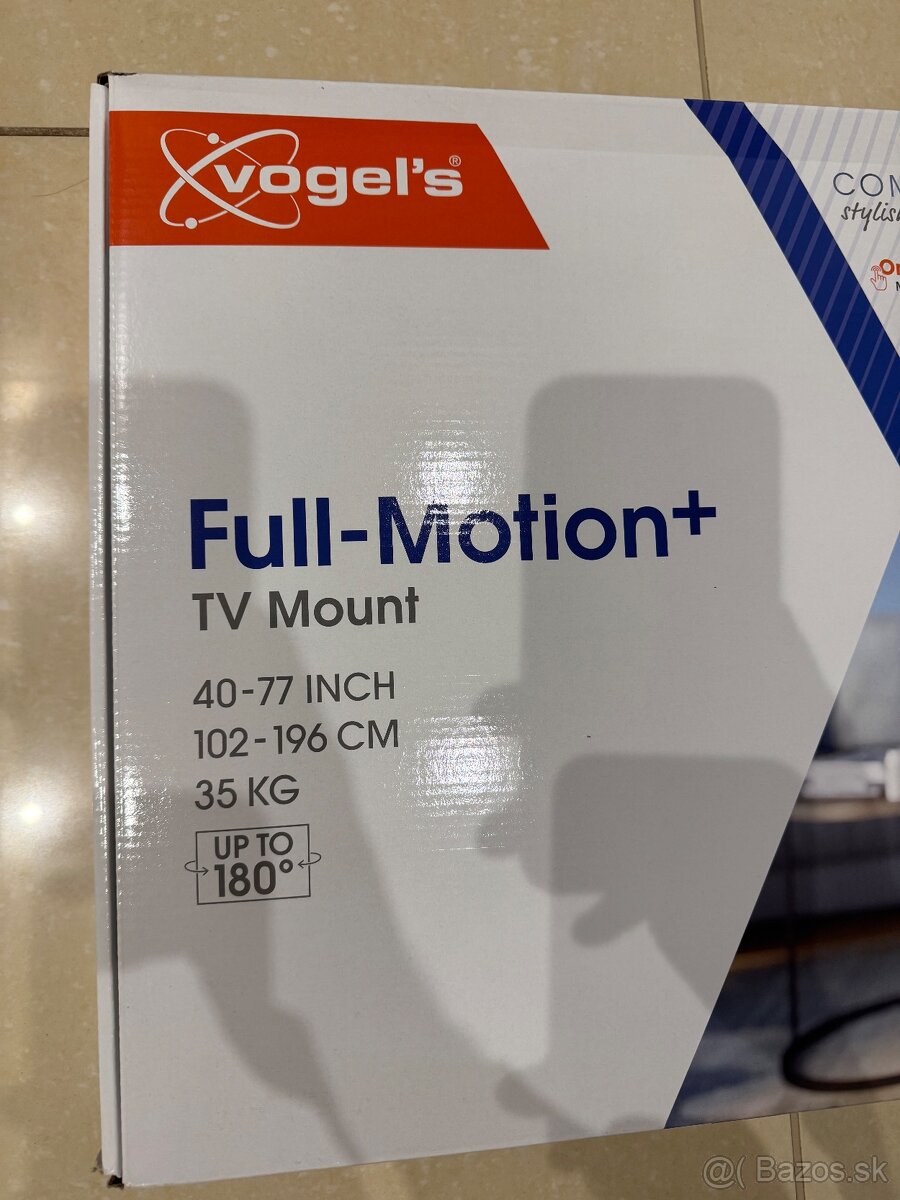 vogel's®
Full-Motion+
TV Mount
40-77 INCH
102-196 CM
35 KG
UP TO
180°
@( Bazos.sk